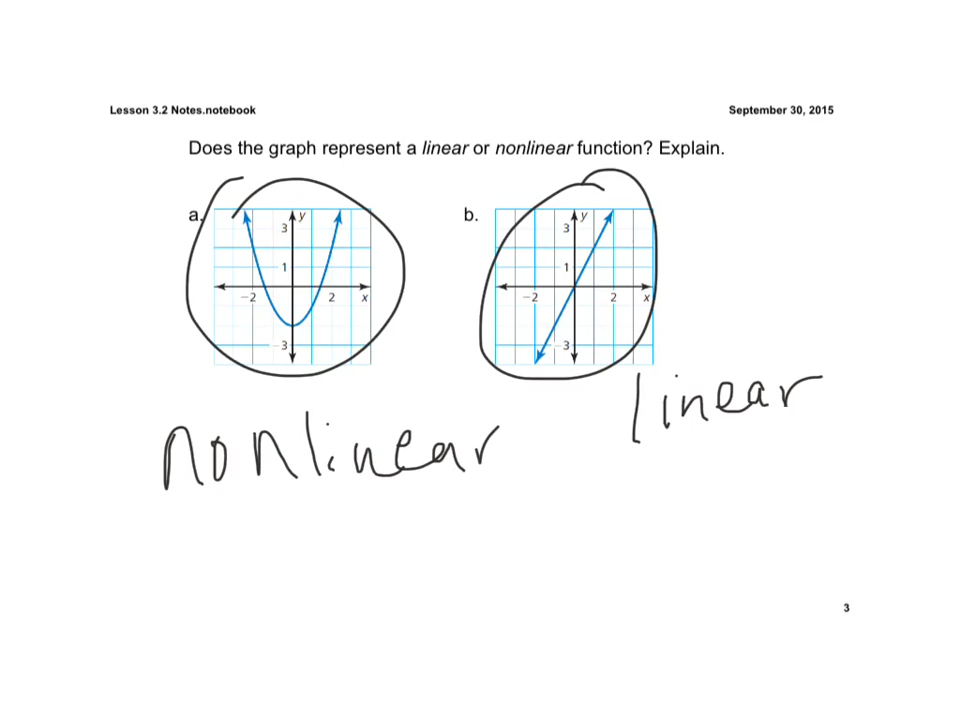 Lesson 3.2 Notes.notebook September 30, 2015
Does the graph represent a linear or nonlinear function? Explain.
a. b.
y y
3 3
1 1
-2 2 x -2 2 x
3 3
linear
nonlinear
3